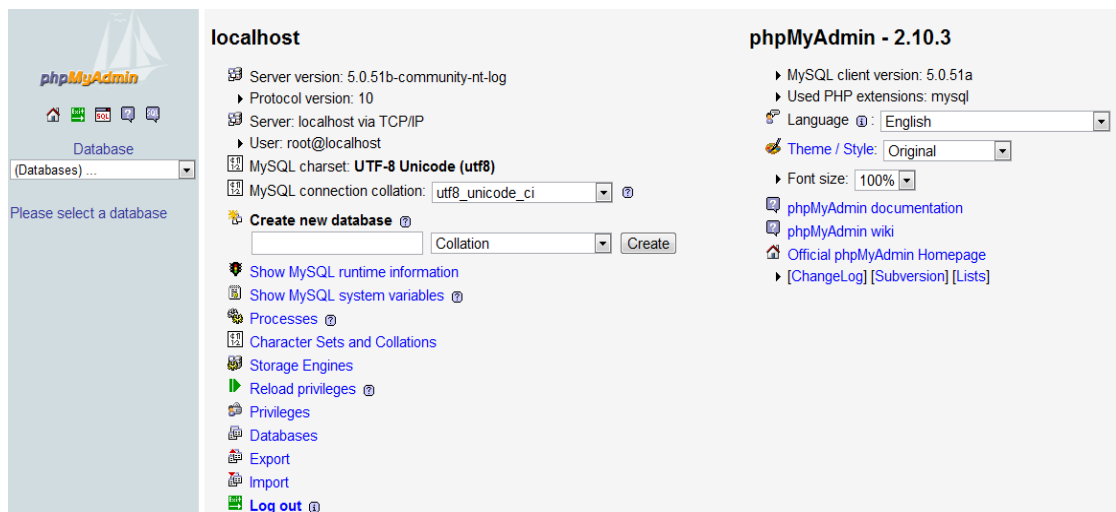 phpMyAdmin
SQL
Database
(Databases) ...
Please select a database
localhost
Server version: 5.0.51b-community-nt-log
Protocol version: 10
Server: localhost via TCP/IP
User: root@localhost
MySQL charset: UTF-8 Unicode (utf8)
MySQL connection collation: utf8_unicode_ci
Create new database
Collation Create
Show MySQL runtime information
Show MySQL system variables
Processes
Character Sets and Collations
Storage Engines
Reload privileges
Privileges
Databases
Export
Import
Log out
phpMyAdmin - 2.10.3
MySQL client version: 5.0.51a
Used PHP extensions: mysql
Language : English
Theme / Style: Original
Font size: 100%
phpMyAdmin documentation
phpMyAdmin wiki
Official phpMyAdmin Homepage
[ChangeLog] [Subversion] [Lists]